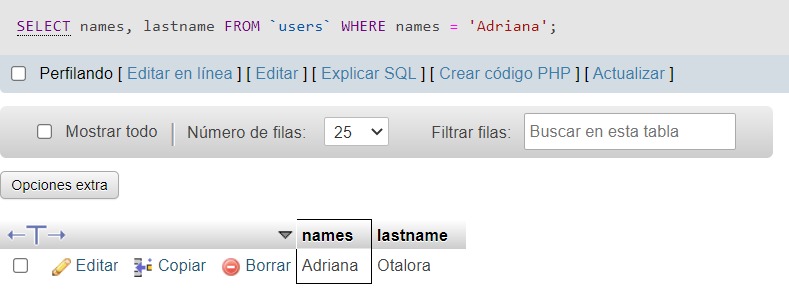 SELECT names, lastname FROM `users` WHERE names = 'Adriana';
Perfilando [ Editar en línea ] [ Editar ] [ Explicar SQL ] [ Crear código PHP ] [ Actualizar ]
Mostrar todo Número de filas: 25 Filtrar filas: Buscar en esta tabla
Opciones extra
names lastname
Editar Copiar Borrar Adriana Otalora